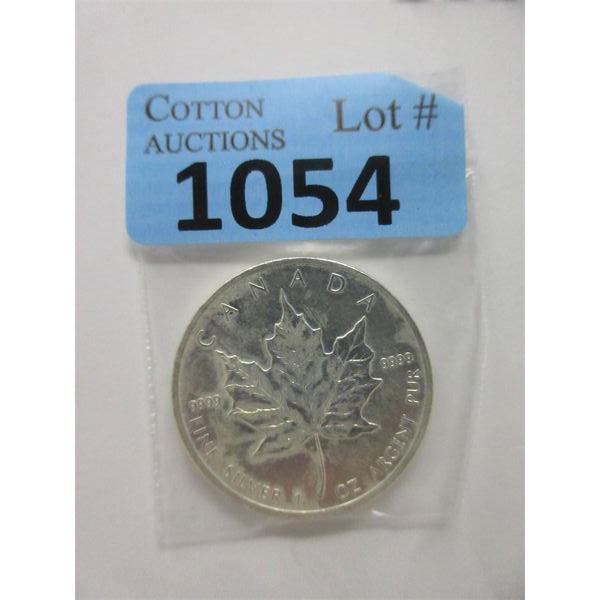 COTTON
AUCTIONS
Lot #
1054
CANADA
9999
9999
FINE SILVER 1 OZ ARGENT PUR